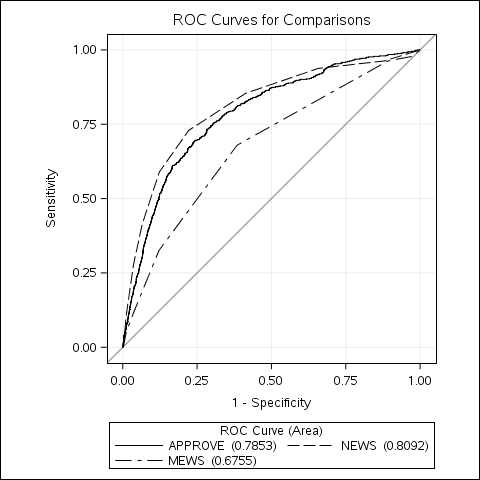 ROC Curves for Comparisons
1.00
0.75
0.50
0.25
0.00
Sensitivity
0.00 0.25 0.50 0.75 1.00
1 - Specificity
ROC Curve (Area)
APPROVE (0.7853) NEWS (0.8092)
MEWS (0.6755)